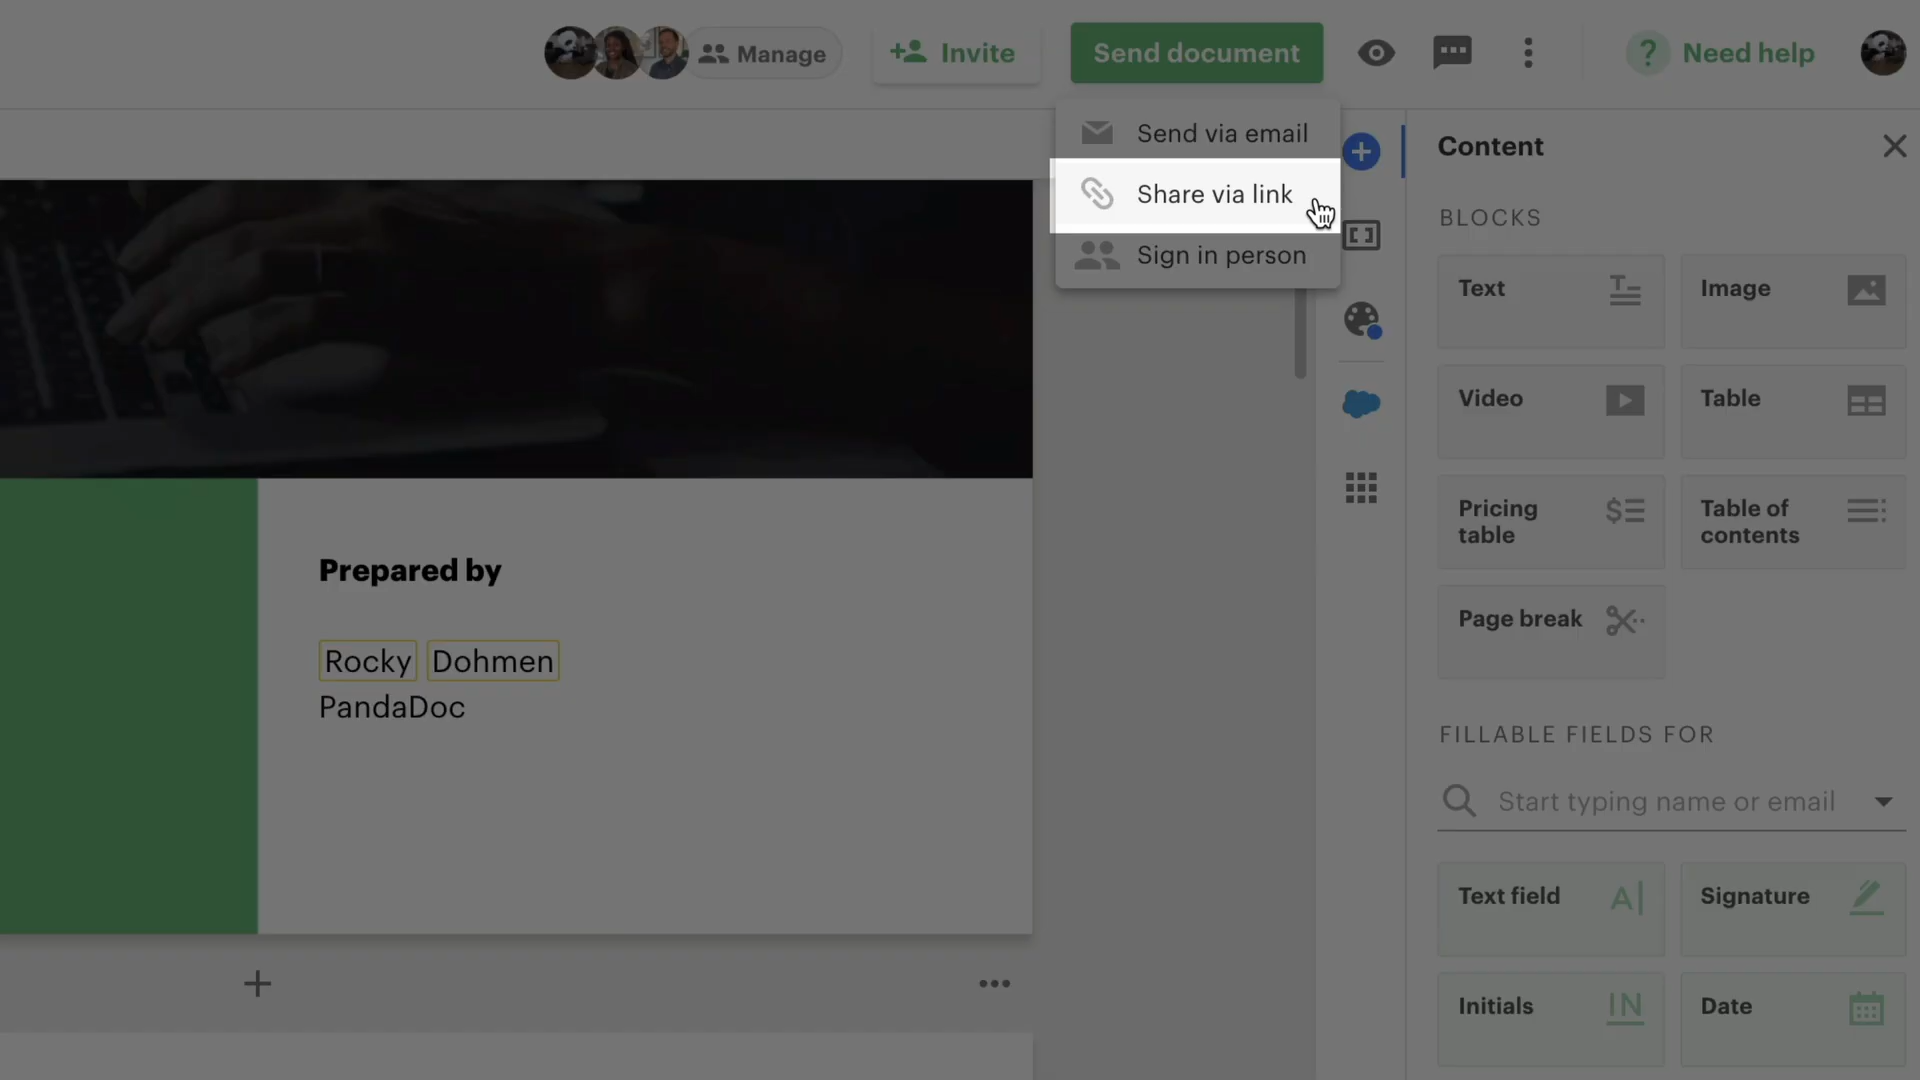 Manage
Invite
Send document
? Need help
Send via email
Share via link
Sign in person
Content
BLOCKS
Text
Image
Video
Table
Pricing
table
Table of
contents
Page break
Prepared by
Rocky Dohmen
PandaDoc
FILLABLE FIELDS FOR
Start typing name or email
Text field
A
Signature
Initials
IN
Date